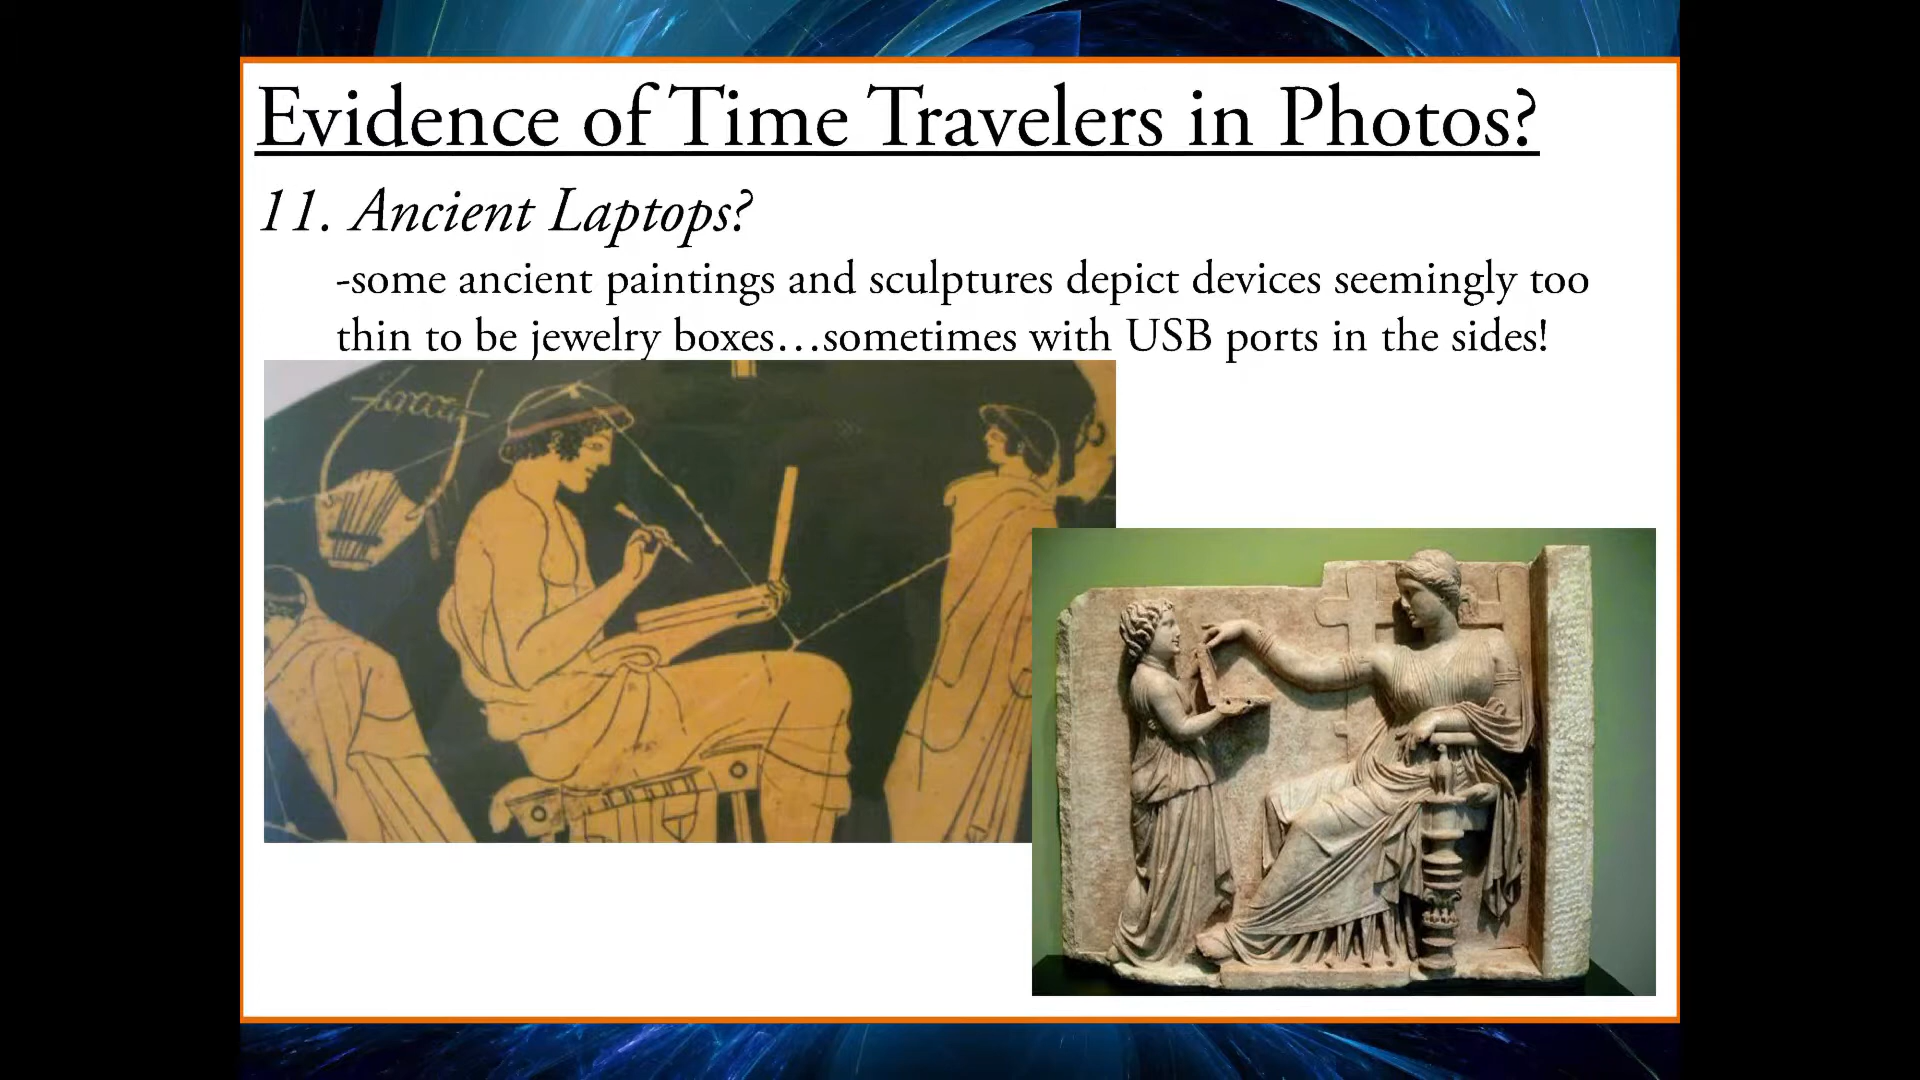 Evidence of Time Travelers in Photos?
11. Ancient Laptops?
-some ancient paintings and sculptures depict devices seemingly too
thin to be jewelry boxes…sometimes with USB ports in the sides!